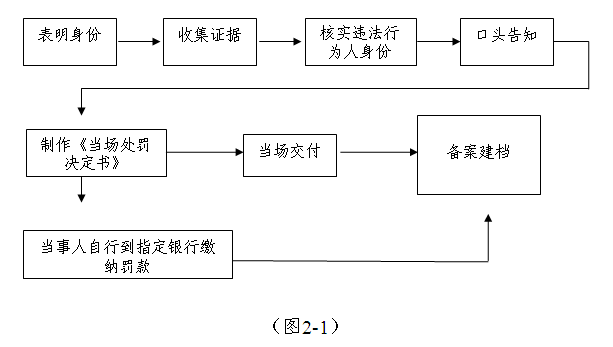 表明身份
收集证据
核实违法行
为人身份
口头告知
制作《当场处罚
决定书》
当场交付
备案建档
当事人自行到指定银行缴
纳罚款
（图2-1）